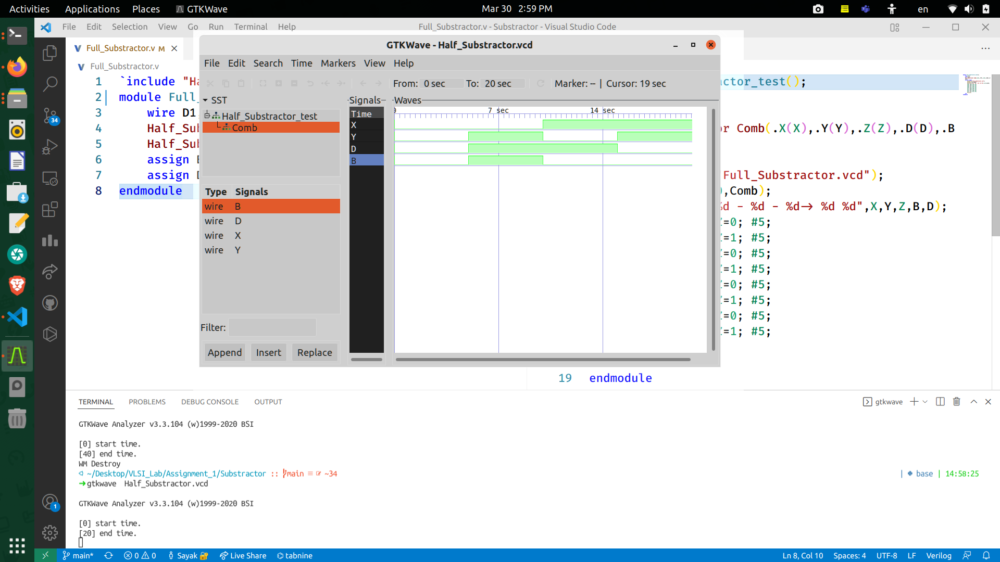 Activities Applications Places GTKWave Mar 30 2:59 PM en
File Edit Selection View Go Run Terminal Help Full_Substractor.v - Substractor - Visual Studio Code
Full_Substractor.v M
Full_Substractor.v
1 `include "Ha
2 module Full_
3 wire D1
4 Half_Sub
5 Half_Sub
6 assign
7 assign
8 endmodule
34
GTKWave - Half_Substractor.vcd
File Edit Search Time Markers View Help
From: 0 sec To: 20 sec Marker: -- | Cursor: 19 sec
SST
Half_Substractor_test
Comb
Type Signals
wire B
wire D
wire X
wire Y
Filter:
Append Insert Replace
Signals
Time
X
Y
D
B
Waves
0 7 sec 14 sec
actor_test();
or Comb(.X(X),.Y(Y),.Z(Z),.D(D),.B
"Full_Substractor.vcd");
,Comb);
%d - %d - %d→ %d %d",X,Y,Z,B,D);
=0; #5;
=1; #5;
=0; #5;
=1; #5;
=0; #5;
=1; #5;
=0; #5;
=1; #5;
19 endmodule
TERMINAL PROBLEMS DEBUG CONSOLE OUTPUT gtkwave
GTKWave Analyzer v3.3.104 (w)1999-2020 BSI
[0] start time.
[40] end time.
WM Destroy
~/Desktop/VLSI_Lab/Assignment_1/Substractor :: main ≡ ~34 | base | 14:58:25
➜ gtkwave Half_Substractor.vcd
GTKWave Analyzer v3.3.104 (w)1999-2020 BSI
[0] start time.
[20] end time.
1
main* 0 0 Sayak Live Share tabnine Ln 8, Col 10 Spaces: 4 UTF-8 LF Verilog